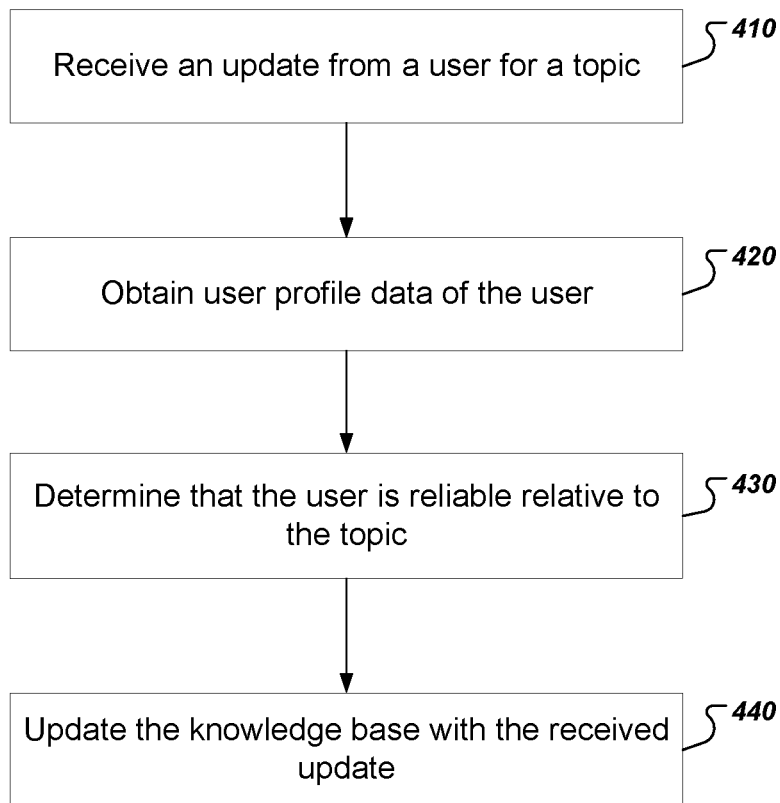 Receive an update from a user for a topic
410
Obtain user profile data of the user
420
Determine that the user is reliable relative to
the topic
430
Update the knowledge base with the received
update
440